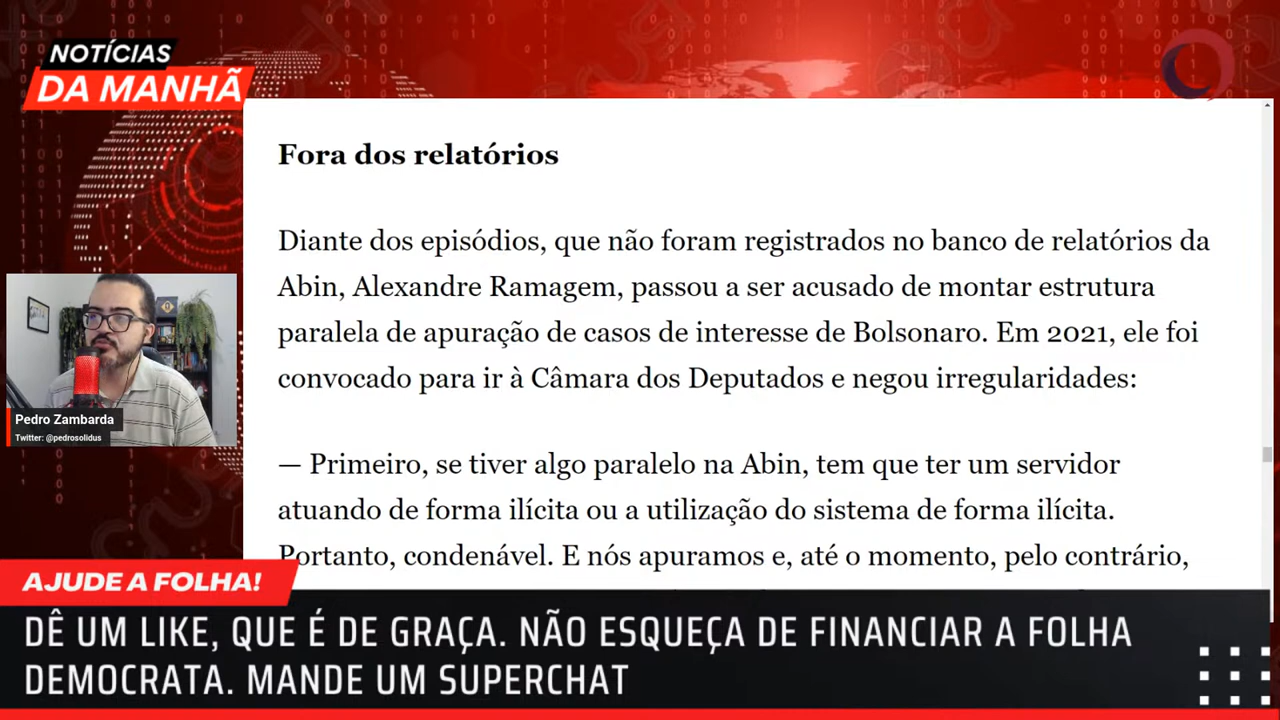 NOTÍCIAS
DA MANHÃ
Fora dos relatórios
Diante dos episódios, que não foram registrados no banco de relatórios da
Abin, Alexandre Ramagem, passou a ser acusado de montar estrutura
paralela de apuração de casos de interesse de Bolsonaro. Em 2021, ele foi
convocado para ir à Câmara dos Deputados e negou irregularidades:
— Primeiro, se tiver algo paralelo na Abin, tem que ter um servidor
atuando de forma ilícita ou a utilização do sistema de forma ilícita.
Portanto, condenável. E nós apuramos e, até o momento, pelo contrário,
Pedro Zambarda
Twitter: @pedrosolidus
AJUDE A FOLHA!
DÊ UM LIKE, QUE É DE GRAÇA. NÃO ESQUEÇA DE FINANCIAR A FOLHA
DEMOCRATA. MANDE UM SUPERCHAT